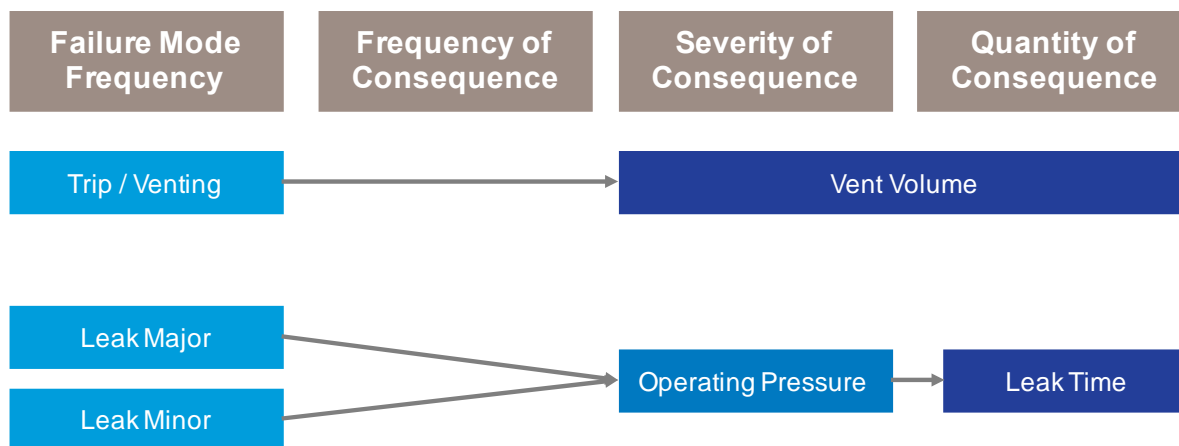 Failure Mode
Frequency
Frequency of
Consequence
Severity of
Consequence
Quantity of
Consequence
Trip / Venting
Vent Volume
Leak Major
Operating Pressure
Leak Time
Leak Minor